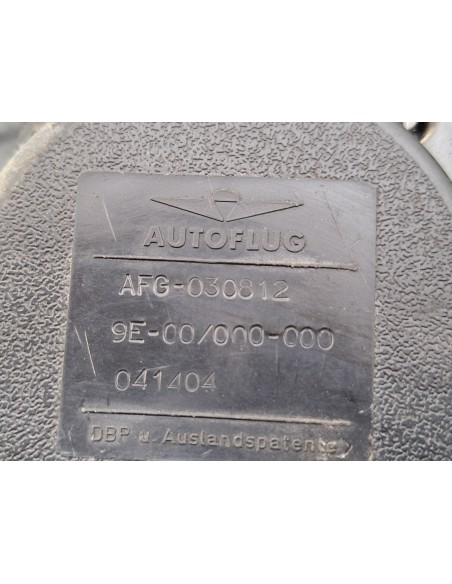 AUTOFLUG
AFG-030812
9E-00/000-000
041404
DBP u. Auslandspatente